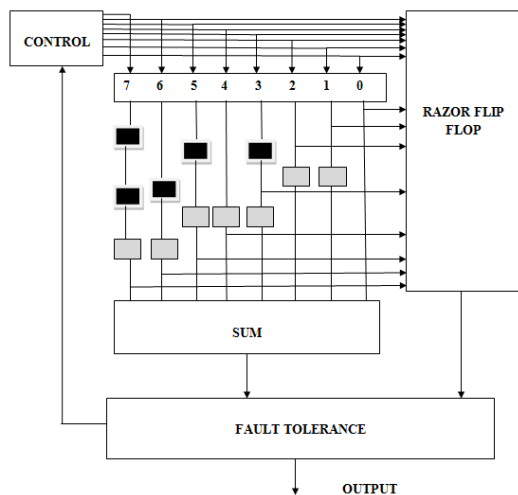 CONTROL
7 6 5 4 3 2 1 0
RAZOR FLIP
FLOP
SUM
FAULT TOLERANCE
OUTPUT